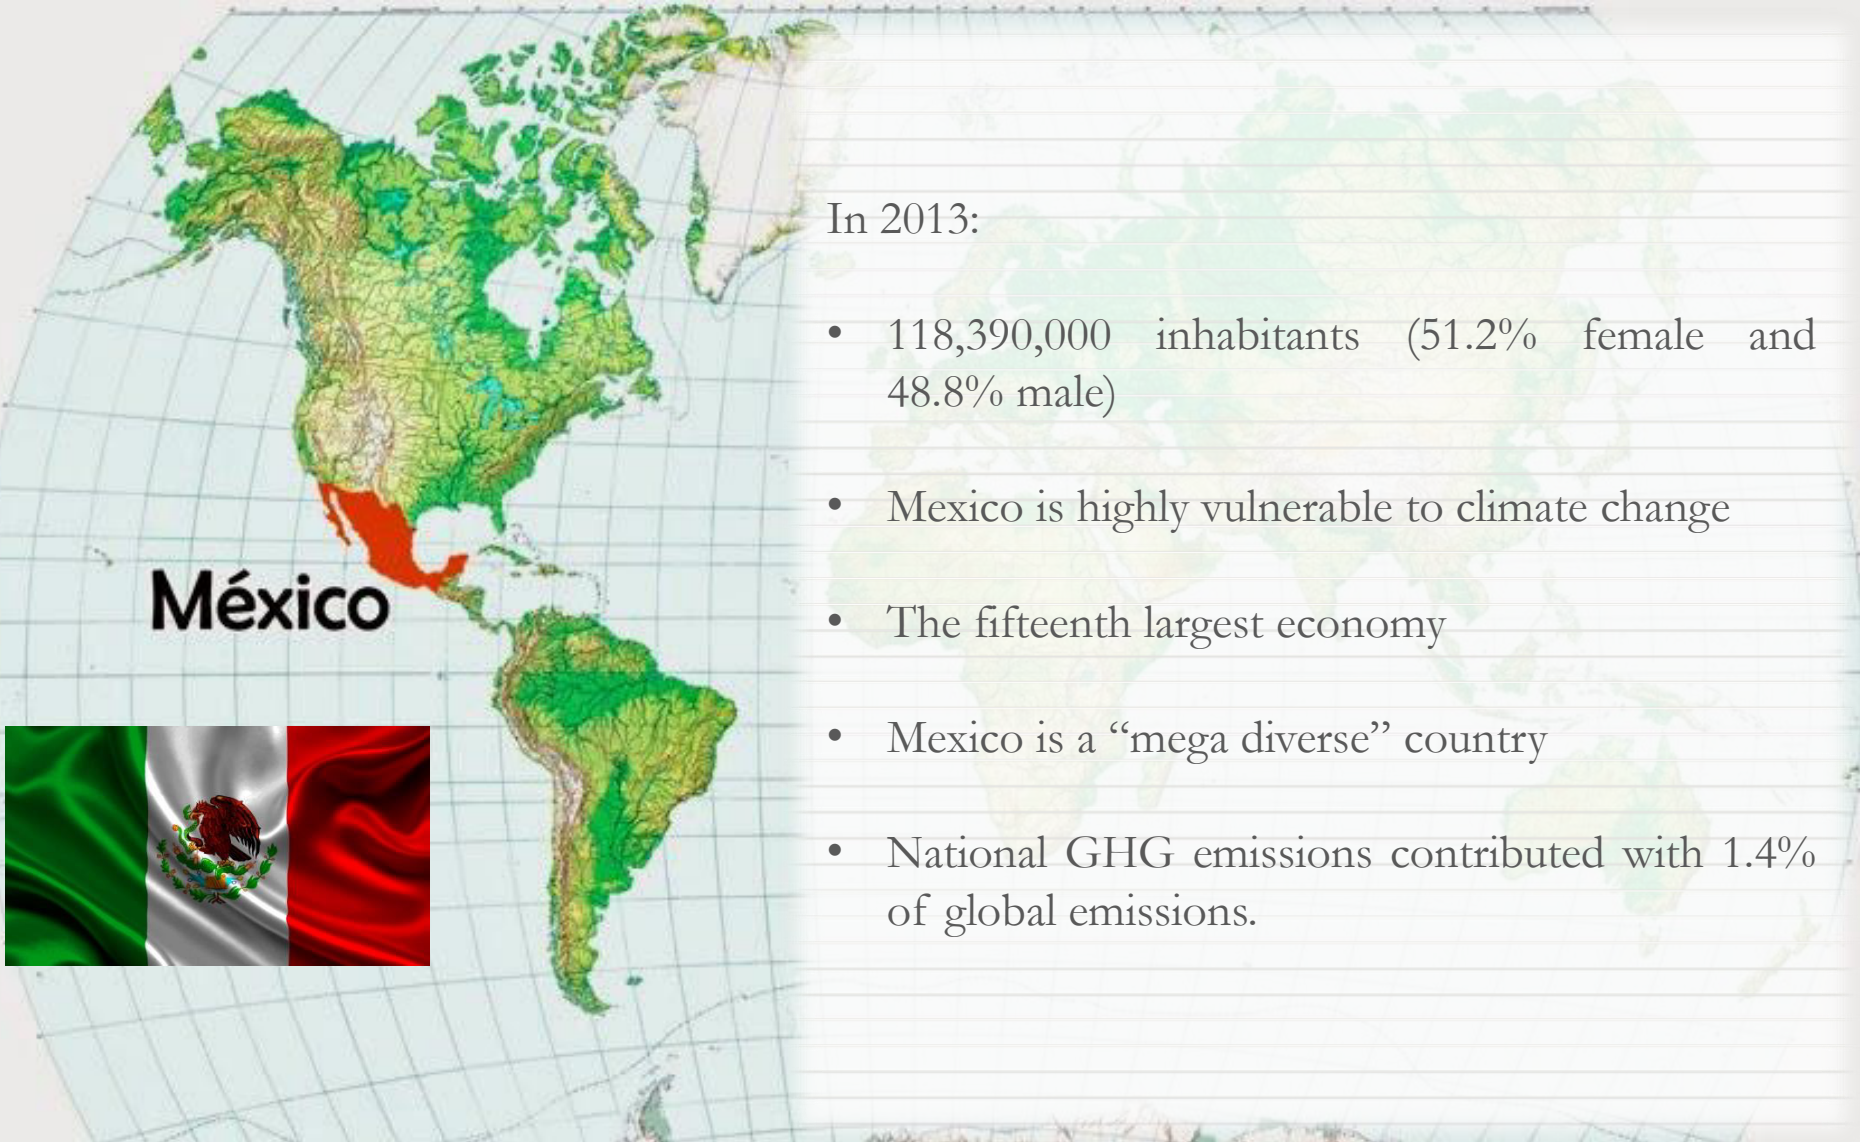 In 2013:
• 118,390,000 inhabitants (51.2% female and
48.8% male)
• Mexico is highly vulnerable to climate change
México
• The fifteenth largest economy
• Mexico is a “mega diverse” country
• National GHG emissions contributed with 1.4%
of global emissions.